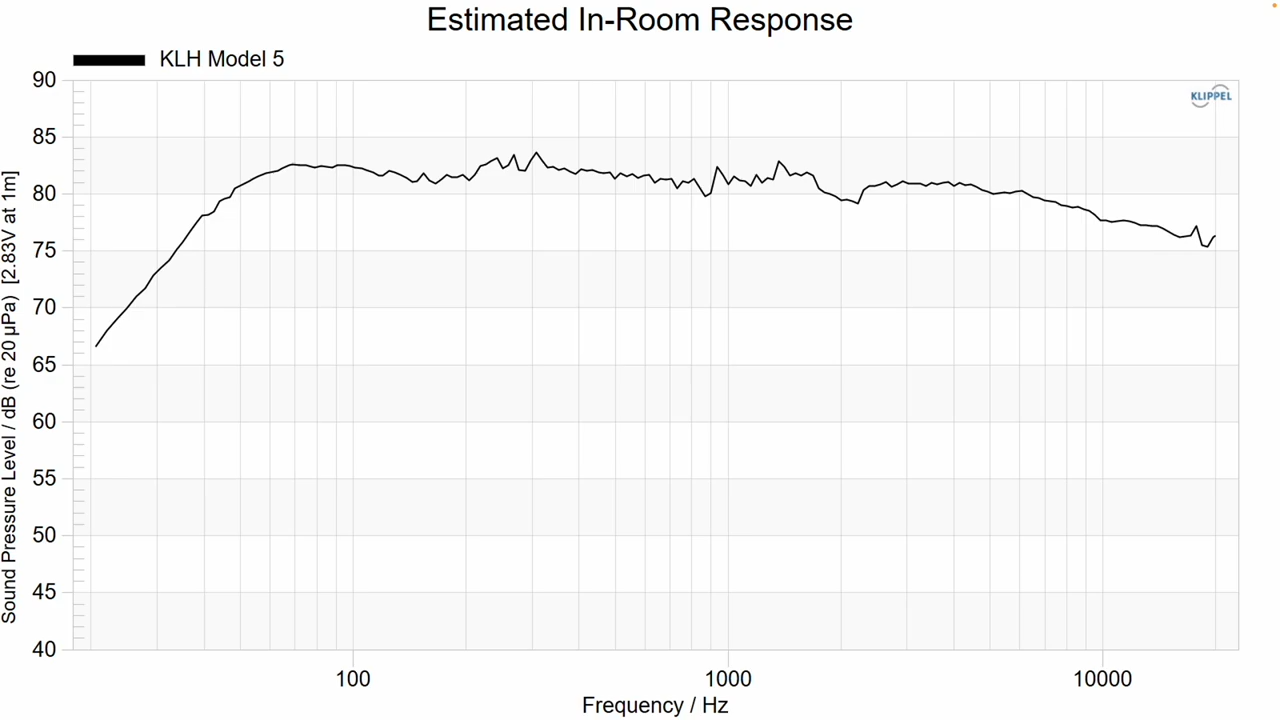 Estimated In-Room Response
KLH Model 5
KLIPPEL
90
85
80
75
70
65
60
55
50
45
40
Sound Pressure Level / dB (re 20 µPa) [2.83V at 1m]
100 1000 10000
Frequency / Hz